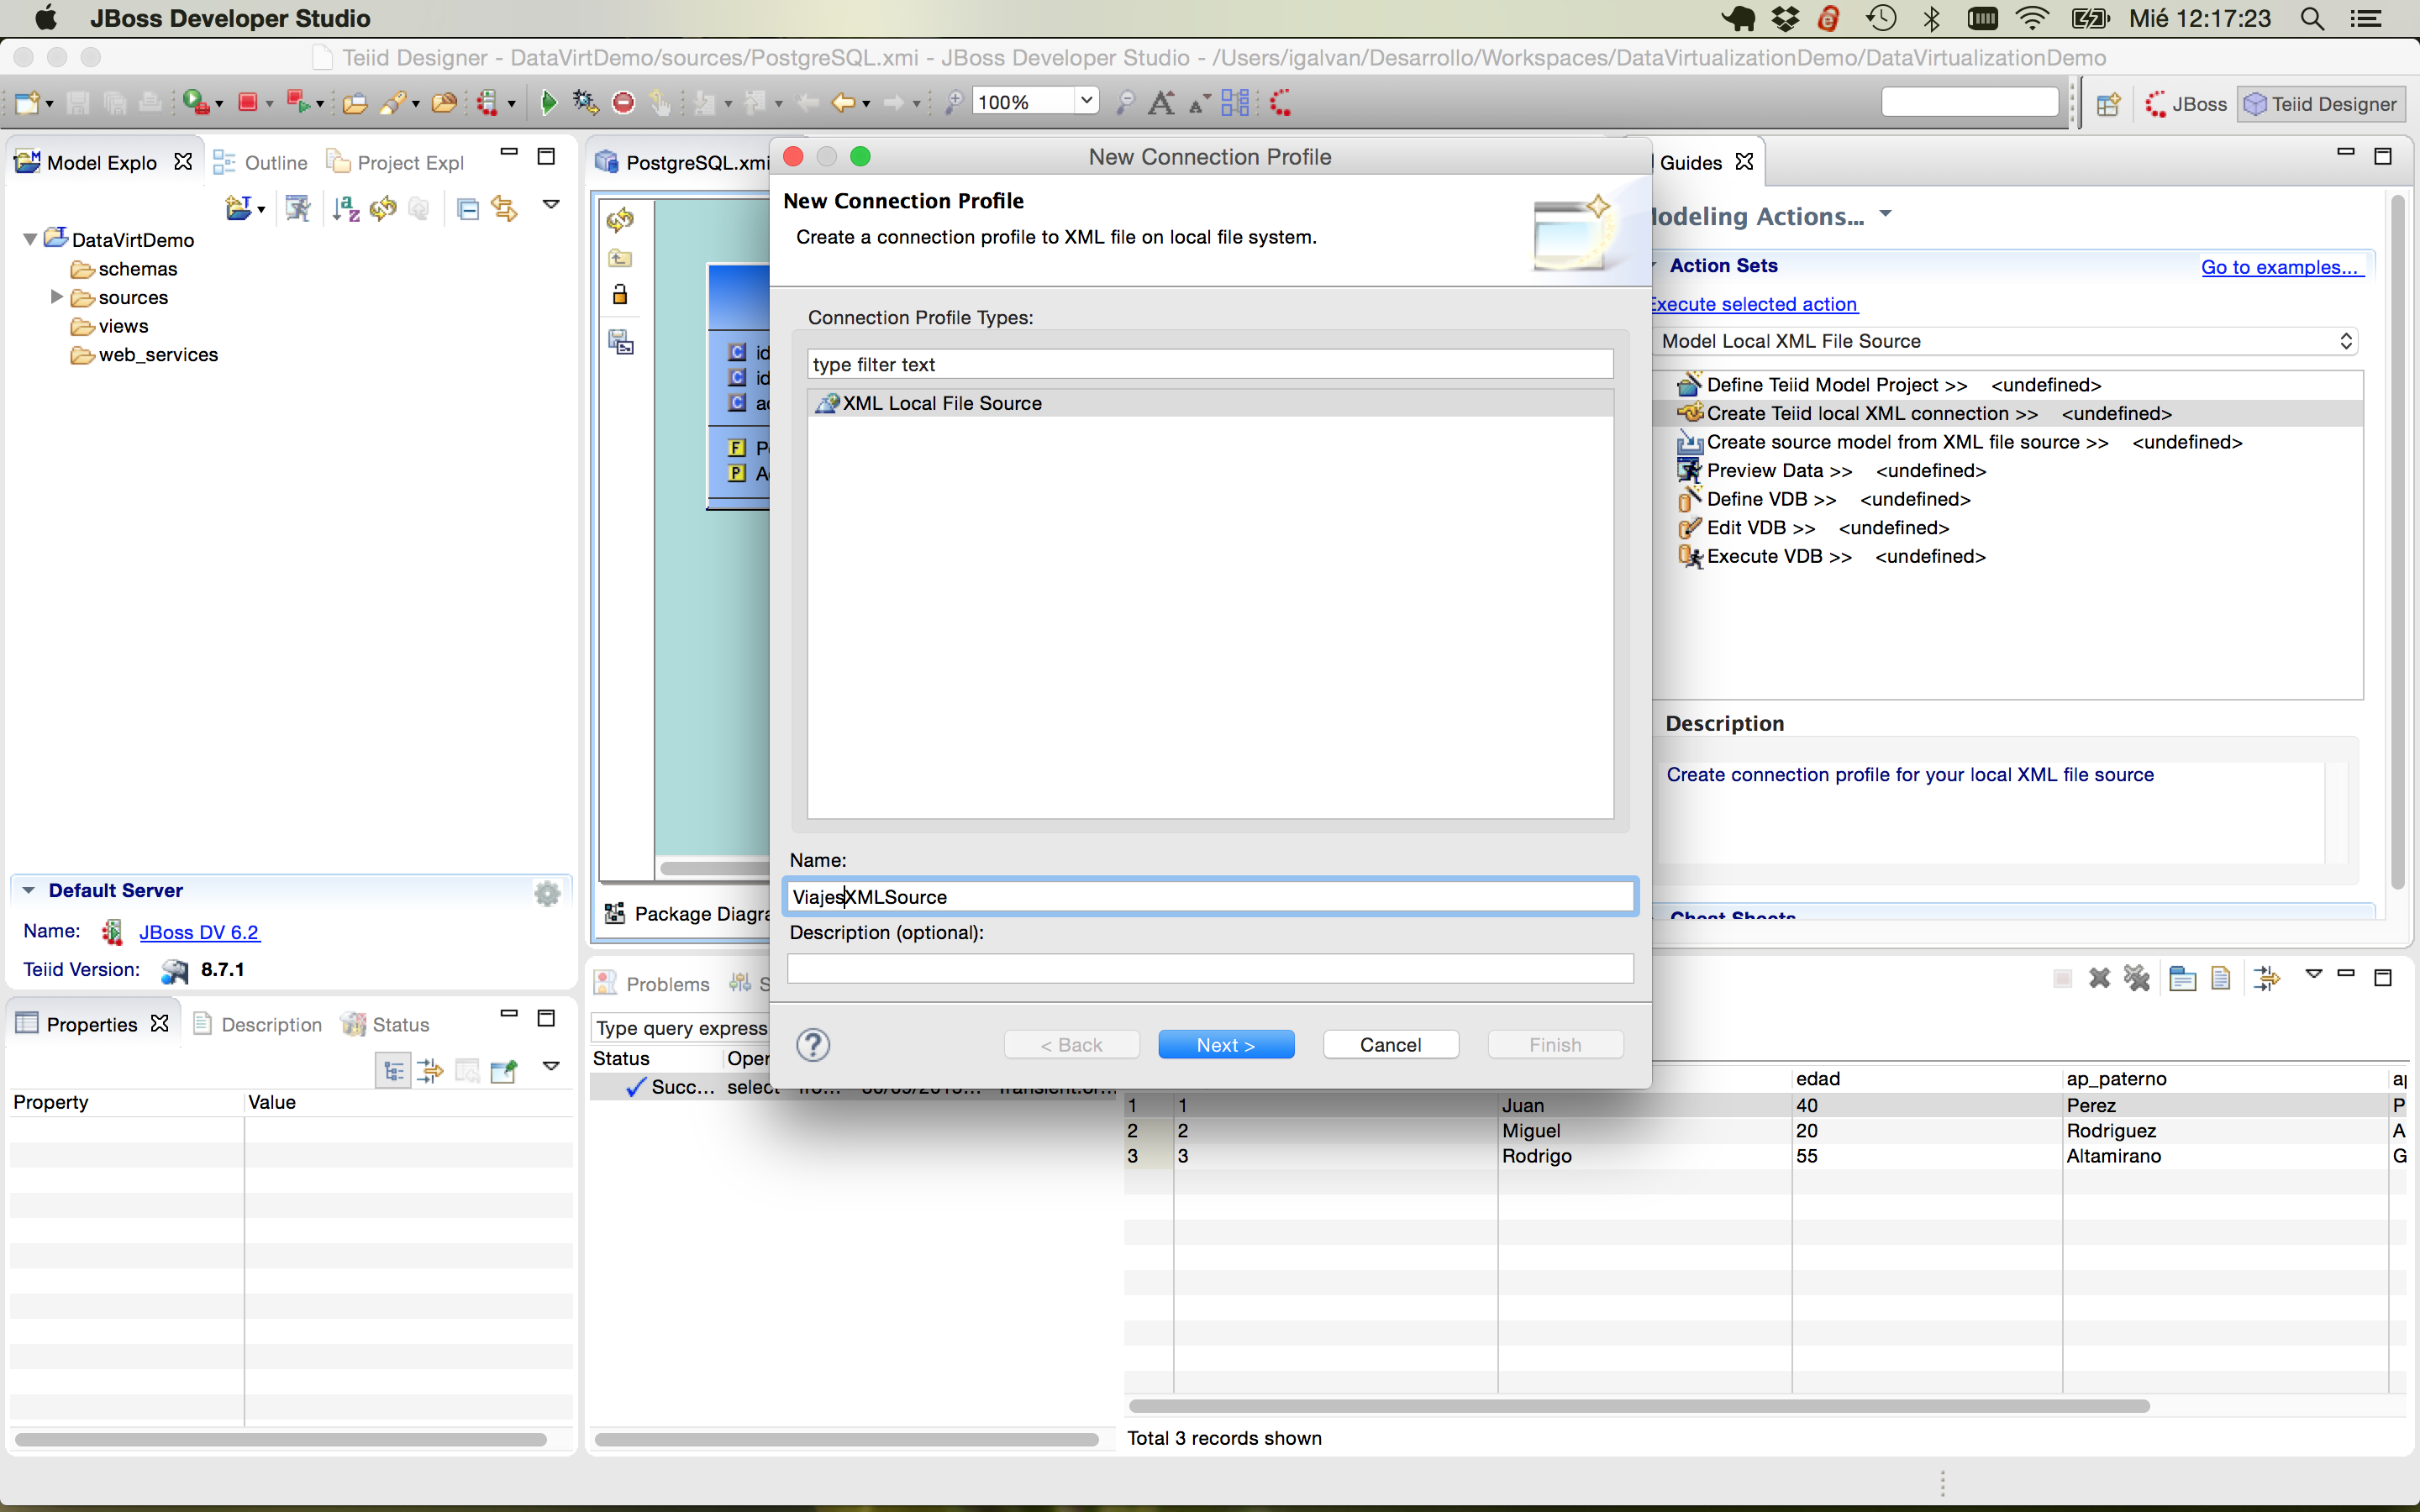 JBoss Developer Studio
Mié 12:17:23
Teiid Designer - DataVirtDemo/sources/PostgreSQL.xmi - JBoss Developer Studio - /Users/igalvan/Desarrollo/Workspaces/DataVirtualizationDemo/DataVirtualizationDemo
100%
JBoss
Teiid Designer
Model Explo
Outline
Project Expl
DataVirtDemo
schemas
sources
views
web_services
Default Server
Name: JBoss DV 6.2
Teiid Version: 8.7.1
Properties
Description
Status
Property Value
PostgreSQL.xmi
Package Diagra
New Connection Profile
New Connection Profile
Create a connection profile to XML file on local file system.
Connection Profile Types:
type filter text
XML Local File Source
Name:
ViajesXMLSource
Description (optional):
< Back
Next >
Cancel
Finish
Guides
odeling Actions...
Action Sets
Go to examples...
Execute selected action
Model Local XML File Source
Define Teiid Model Project >> <undefined>
Create Teiid local XML connection >> <undefined>
Create source model from XML file source >> <undefined>
Preview Data >> <undefined>
Define VDB >> <undefined>
Edit VDB >> <undefined>
Execute VDB >> <undefined>
Description
Create connection profile for your local XML file source
Cheat Sheets
Problems
Type query express
Status Oper
Succ... select
edad ap_paterno
1 1 Juan 40 Perez P
2 2 Miguel 20 Rodriguez A
3 3 Rodrigo 55 Altamirano G
Total 3 records shown